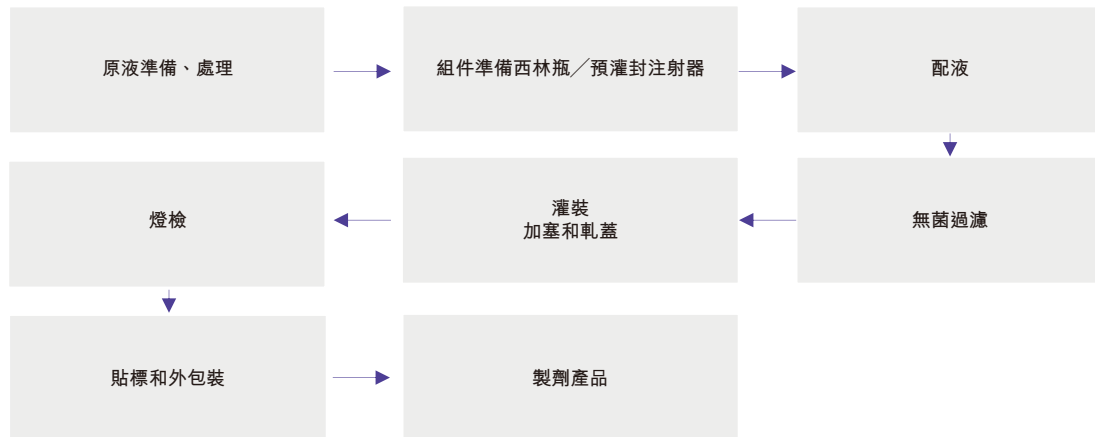 原液準備、處理
組件準備西林瓶／預灌封注射器
配液
無菌過濾
灌裝
加塞和軋蓋
燈檢
貼標和外包裝
製劑產品